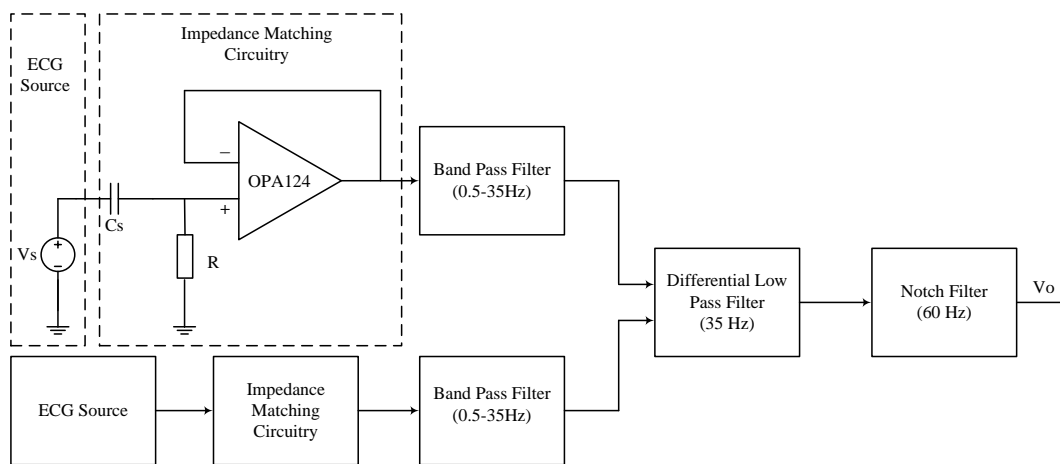 Impedance Matching
Circuitry
ECG
Source
−
OPA124
+
Cs
Vs
+
−
R
Band Pass Filter
(0.5-35Hz)
Differential Low
Pass Filter
(35 Hz)
Notch Filter
(60 Hz)
Vo
ECG Source
Impedance
Matching
Circuitry
Band Pass Filter
(0.5-35Hz)